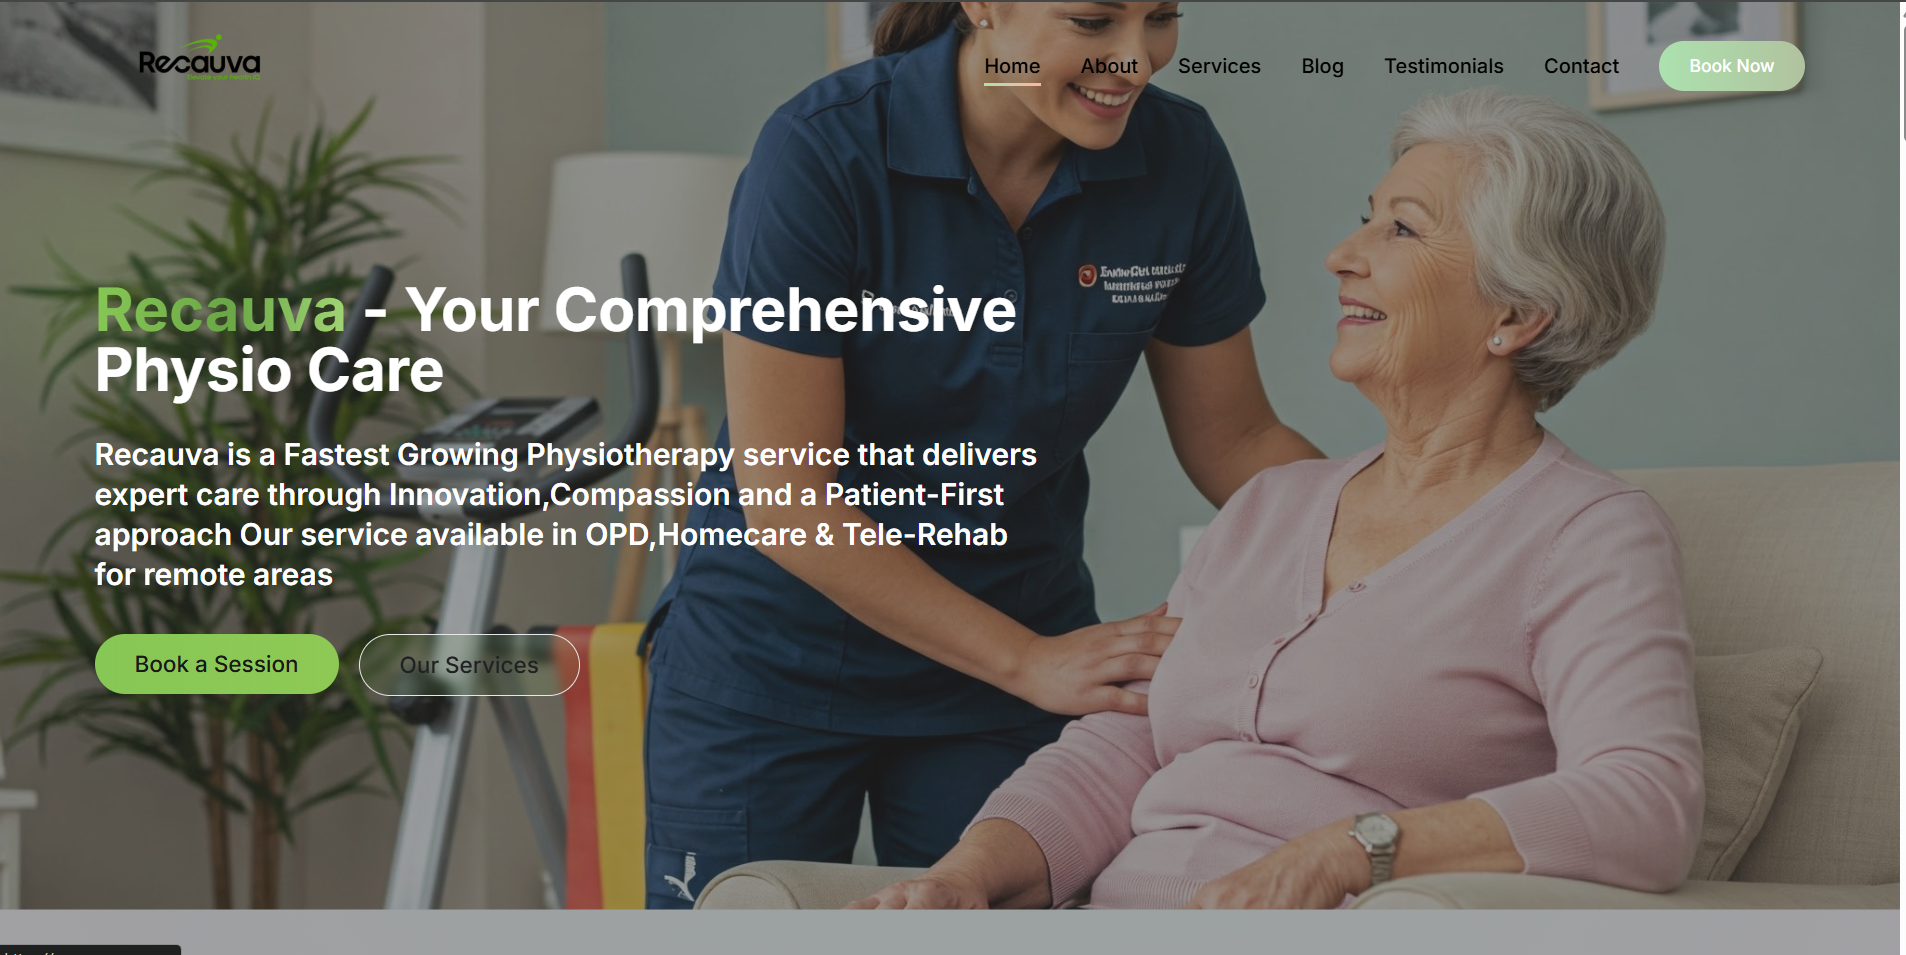 Recauva
Home About Services Blog Testimonials Contact Book Now
Recauva - Your Comprehensive
Physio Care
Recauva is a Fastest Growing Physiotherapy service that delivers
expert care through Innovation,Compassion and a Patient-First
approach Our service available in OPD,Homecare & Tele-Rehab
for remote areas
Book a Session Our Services